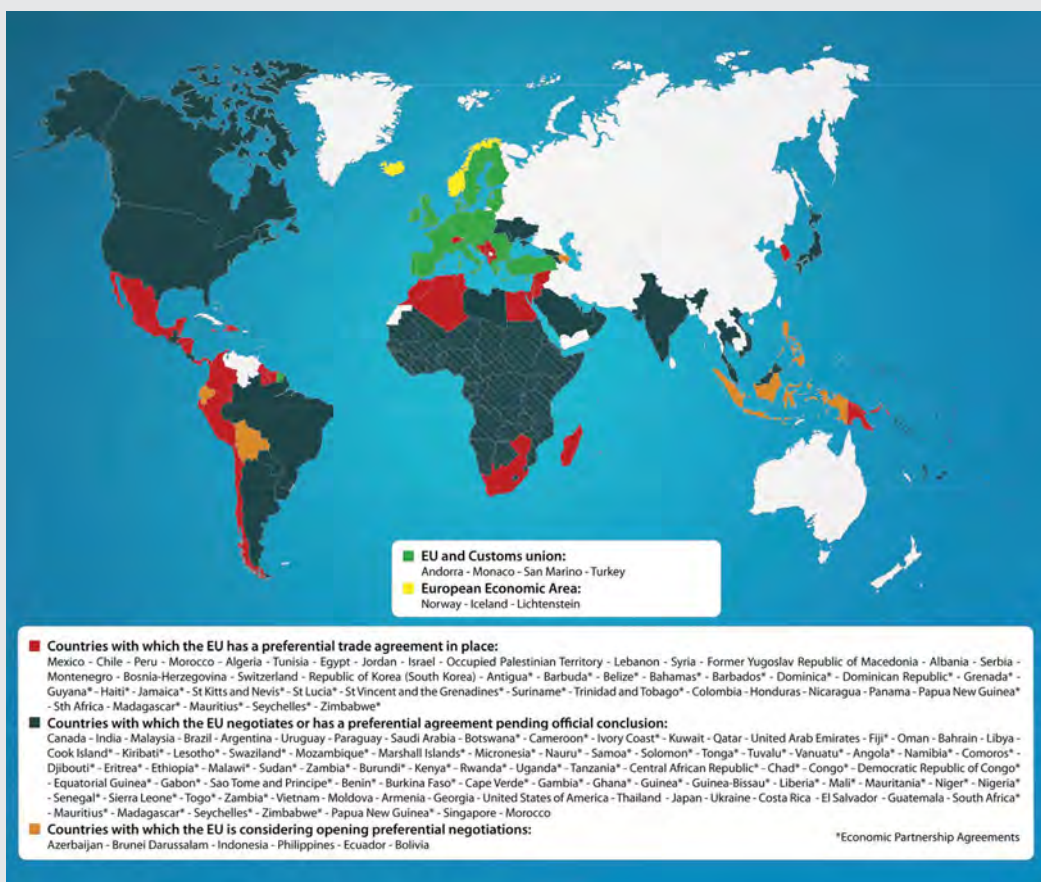 EU and Customs union:
Andorra - Monaco - San Marino - Turkey
European Economic Area:
Norway - Iceland - Lichtenstein
Countries with which the EU has a preferential trade agreement in place:
Mexico - Chile - Peru - Morocco - Algeria - Tunisia - Egypt - Jordan - Israel - Occupied Palestinian Territory - Lebanon - Syria - Former Yugoslav Republic of Macedonia - Albania - Serbia -
Montenegro - Bosnia-Herzegovina - Switzerland - Republic of Korea (South Korea) - Antigua* - Barbuda* - Belize* - Bahamas* - Barbados* - Dominica* - Dominican Republic* - Grenada* -
Guyana* - Haiti* - Jamaica* - St Kitts and Nevis* - St Lucia* - St Vincent and the Grenadines* - Suriname* - Trinidad and Tobago* - Colombia - Honduras - Nicaragua - Panama - Papua New Guinea*
- Sth Africa - Madagascar* - Mauritius* - Seychelles* - Zimbabwe*
Countries with which the EU negotiates or has a preferential agreement pending official conclusion:
Canada - India - Malaysia - Brazil - Argentina - Uruguay - Paraguay - Saudi Arabia - Botswana* - Cameroon* - Ivory Coast* - Kuwait - Qatar - United Arab Emirates - Fiji* - Oman - Bahrain - Libya -
Cook Island* - Kiribati* - Lesotho* - Swaziland* - Mozambique* - Marshall Islands* - Micronesia* - Nauru* - Samoa* - Solomon* - Tonga* - Tuvalu* - Vanuatu* - Angola* - Namibia* - Comoros* -
Djibouti* - Eritrea* - Ethiopia* - Malawi* - Sudan* - Zambia* - Burundi* - Kenya* - Rwanda* - Uganda* - Tanzania* - Central African Republic* - Chad* - Congo* - Democratic Republic of Congo*
- Equatorial Guinea* - Gabon* - Sao Tome and Principe* - Benin* - Burkina Faso* - Cape Verde* - Gambia* - Ghana* - Guinea* - Guinea-Bissau* - Liberia* - Mali* - Mauritania* - Niger* - Nigeria*
- Senegal* - Sierra Leone* - Togo* - Zambia* - Vietnam - Moldova - Armenia - Georgia - United States of America - Thailand - Japan - Ukraine - Costa Rica - El Salvador - Guatemala - South Africa*
- Mauritius* - Madagascar* - Seychelles* - Zimbabwe* - Papua New Guinea* - Singapore - Morocco
Countries with which the EU is considering opening preferential negotiations:
Azerbaijan - Brunei Darussalam - Indonesia - Philippines - Ecuador - Bolivia
*Economic Partnership Agreements